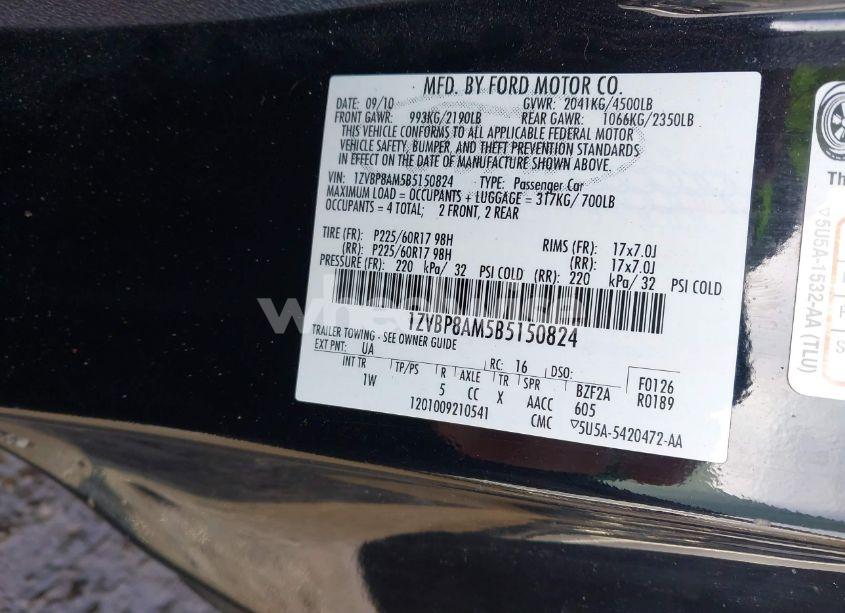 MFD. BY FORD MOTOR CO.
DATE: 09/10 GVWR: 2041KG/4500LB
FRONT GAWR: 993KG/2190LB REAR GAWR: 1066KG/2350LB
THIS VEHICLE CONFORMS TO ALL APPLICABLE FEDERAL MOTOR
VEHICLE SAFETY, BUMPER, AND THEFT PREVENTION STANDARDS
IN EFFECT ON THE DATE OF MANUFACTURE SHOWN ABOVE.
VIN: 1ZVBP8AM5B5150824 TYPE: Passenger Car
MAXIMUM LOAD = OCCUPANTS + LUGGAGE = 317KG/ 700LB
OCCUPANTS = 4 TOTAL; 2 FRONT, 2 REAR
TIRE (FR): P225/60R17 98H RIMS (FR): 17x7.0J
(RR): P225/60R17 98H (RR): 17x7.0J
PRESSURE (FR): 220 kPa/ 32 PSI COLD (RR): 220 kPa/ 32 PSI COLD
1ZVBP8AM5B5150824
TRAILER TOWING - SEE OWNER GUIDE
EXT PNT: UA RC: 16 DSO:
INT TR TP/PS R AXLE TR SPR BZF2A F0126
1W 5 CC X AACC 605 R0189
1201009210541 CMC ▽5U5A-5420472-AA
Th
▽5U5A-1532-AA (TLU)